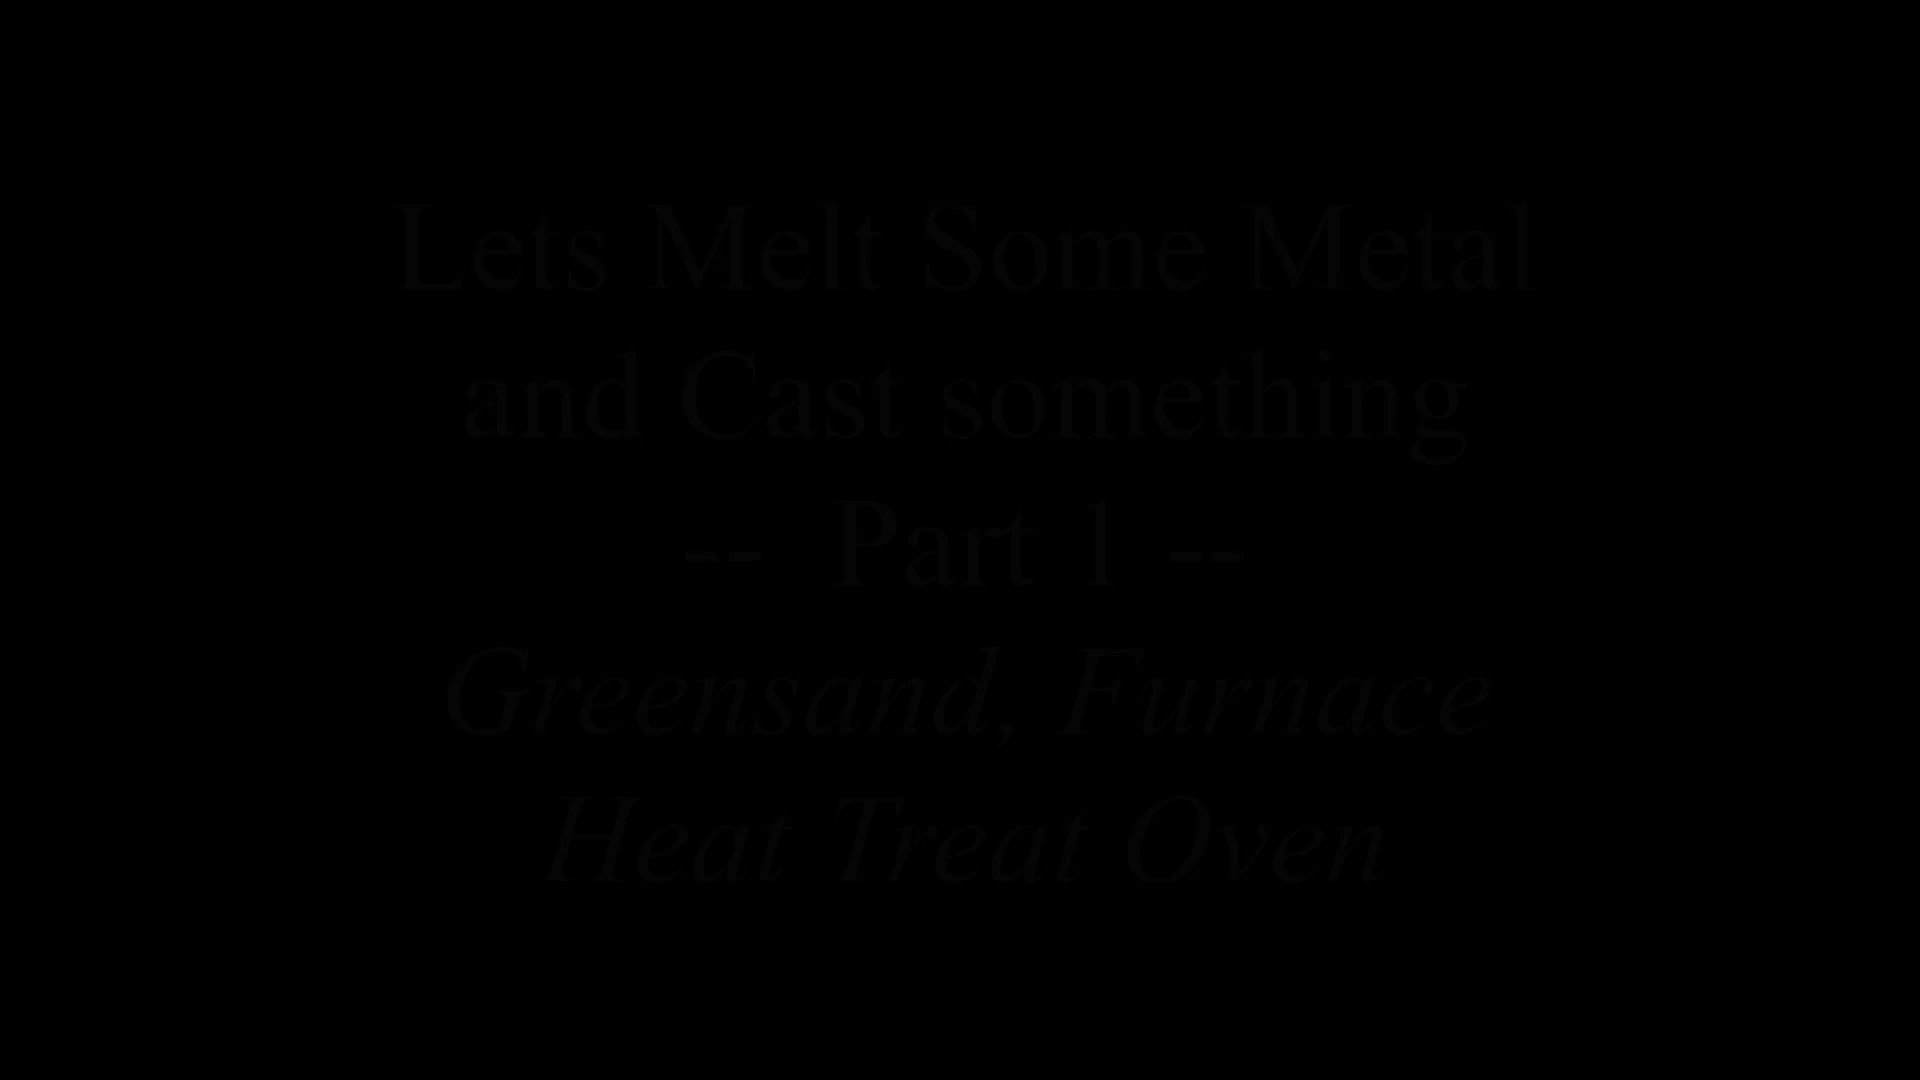 Lets Melt Some Metal
and Cast something
-- Part 1 --
Greensand, Furnace
Heat Treat Oven